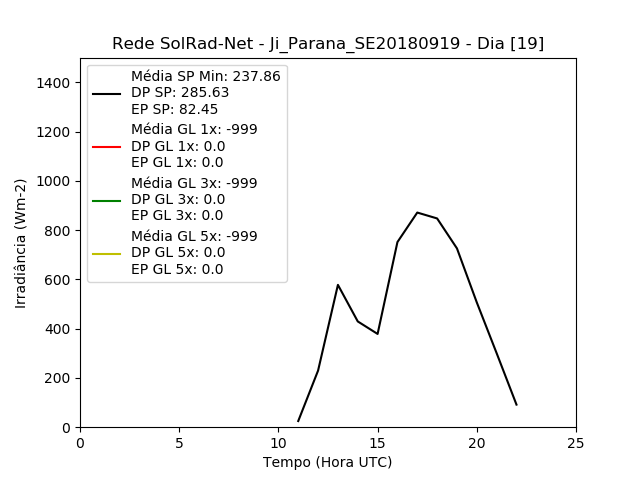 Rede SolRad-Net - Ji_Parana_SE20180919 - Dia [19]
Média SP Min: 237.86
DP SP: 285.63
EP SP: 82.45
Média GL 1x: -999
DP GL 1x: 0.0
EP GL 1x: 0.0
Média GL 3x: -999
DP GL 3x: 0.0
EP GL 3x: 0.0
Média GL 5x: -999
DP GL 5x: 0.0
EP GL 5x: 0.0
Irradiância (Wm-2)
1400
1200
1000
800
600
400
200
0
0 5 10 15 20 25
Tempo (Hora UTC)